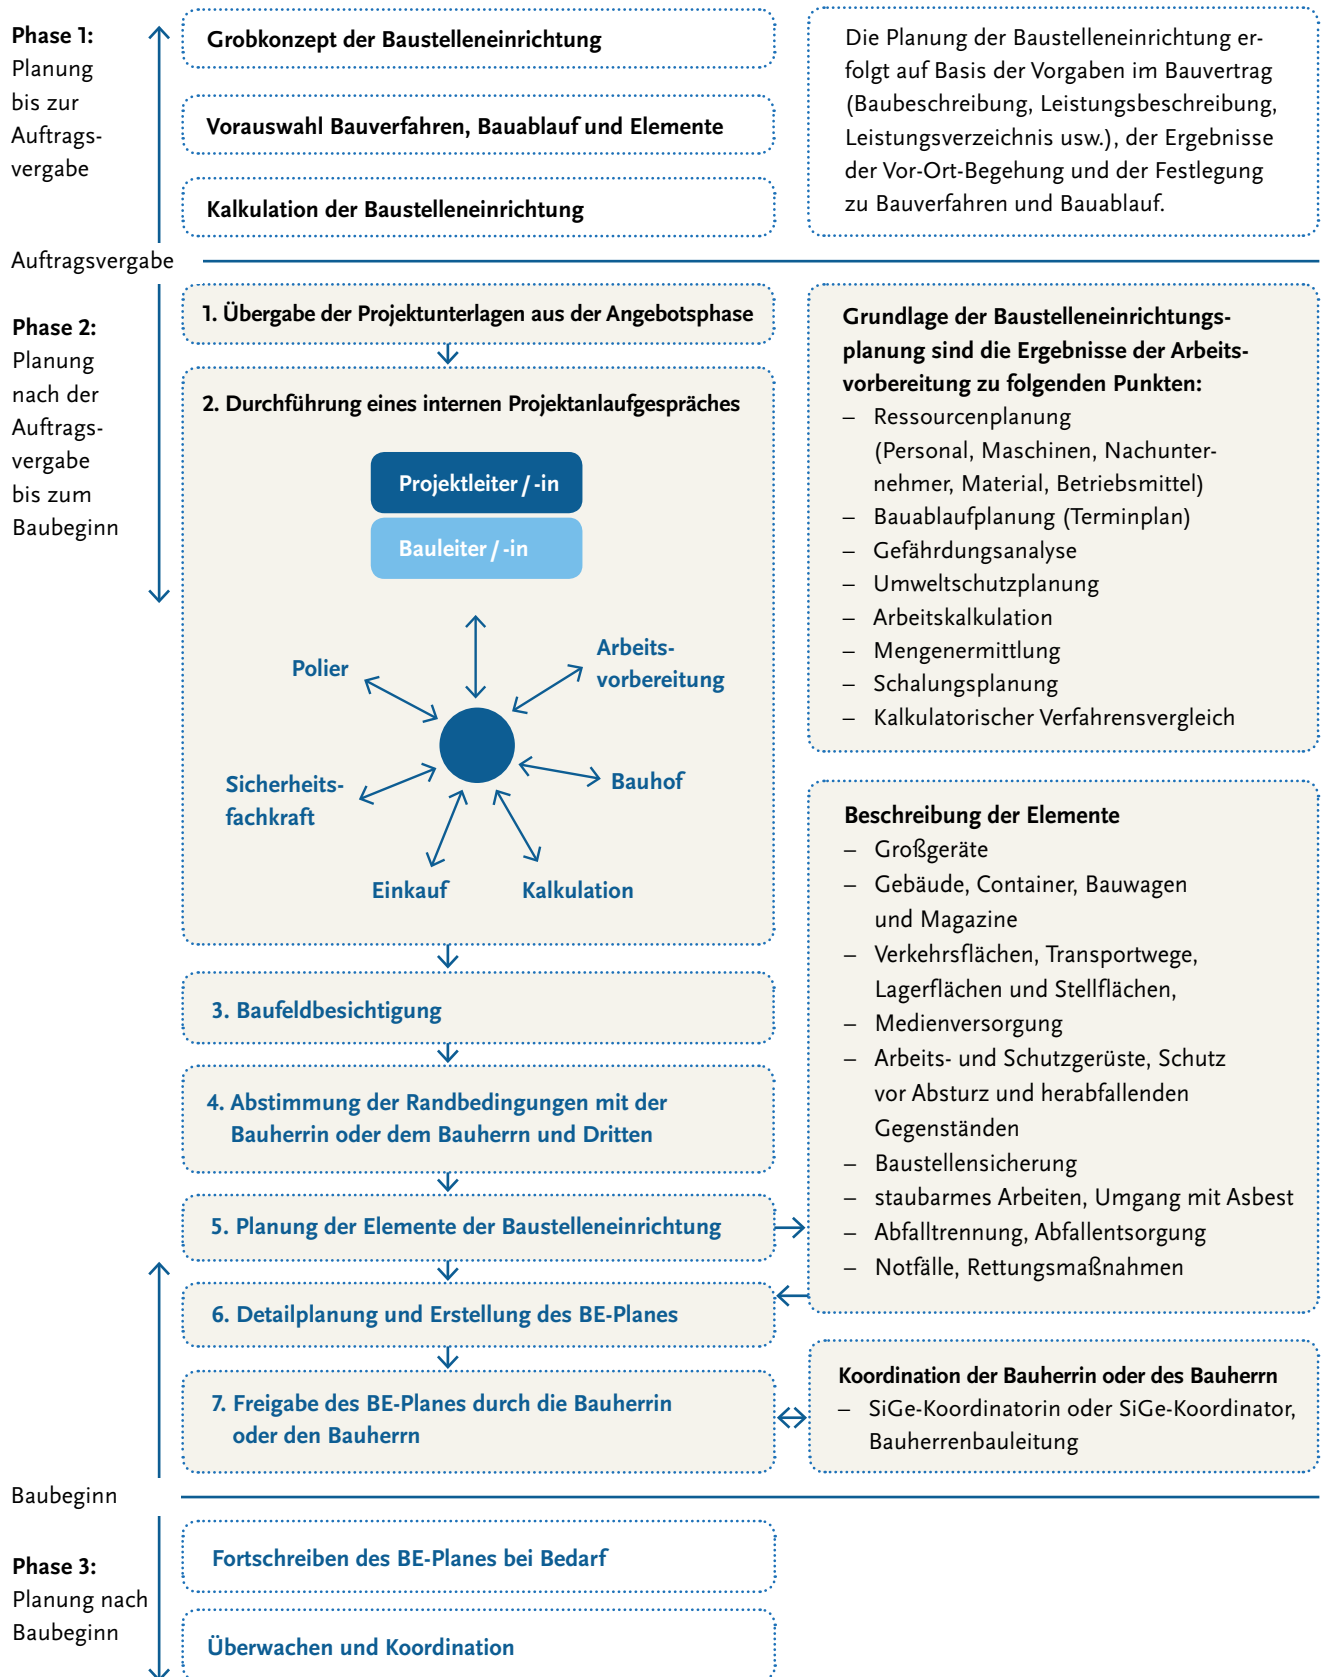 Phase 1:
Planung
bis zur
Auftrags-
vergabe
Grobkonzept der Baustelleneinrichtung
Vorauswahl Bauverfahren, Bauablauf und Elemente
Kalkulation der Baustelleneinrichtung
Die Planung der Baustelleneinrichtung er-
folgt auf Basis der Vorgaben im Bauvertrag
(Baubeschreibung, Leistungsbeschreibung,
Leistungsverzeichnis usw.), der Ergebnisse
der Vor-Ort-Begehung und der Festlegung
zu Bauverfahren und Bauablauf.
Auftragsvergabe
Phase 2:
Planung
nach der
Auftrags-
vergabe
bis zum
Baubeginn
1. Übergabe der Projektunterlagen aus der Angebotsphase
2. Durchführung eines internen Projektanlaufgespräches
Projektleiter / -in
Bauleiter / -in
Polier
Arbeits-
vorbereitung
Sicherheits-
fachkraft
Bauhof
Einkauf
Kalkulation
3. Baufeldbesichtigung
4. Abstimmung der Randbedingungen mit der
Bauherrin oder dem Bauherrn und Dritten
5. Planung der Elemente der Baustelleneinrichtung
6. Detailplanung und Erstellung des BE-Planes
7. Freigabe des BE-Planes durch die Bauherrin
oder den Bauherrn
Grundlage der Baustelleneinrichtungs-
planung sind die Ergebnisse der Arbeits-
vorbereitung zu folgenden Punkten:
– Ressourcenplanung
(Personal, Maschinen, Nachunter-
nehmer, Material, Betriebsmittel)
– Bauablaufplanung (Terminplan)
– Gefährdungsanalyse
– Umweltschutzplanung
– Arbeitskalkulation
– Mengenermittlung
– Schalungsplanung
– Kalkulatorischer Verfahrensvergleich
Beschreibung der Elemente
– Großgeräte
– Gebäude, Container, Bauwagen
und Magazine
– Verkehrsflächen, Transportwege,
Lagerflächen und Stellflächen,
– Medienversorgung
– Arbeits- und Schutzgerüste, Schutz
vor Absturz und herabfallenden
Gegenständen
– Baustellensicherung
– staubarmes Arbeiten, Umgang mit Asbest
– Abfalltrennung, Abfallentsorgung
– Notfälle, Rettungsmaßnahmen
Koordination der Bauherrin oder des Bauherrn
– SiGe-Koordinatorin oder SiGe-Koordinator,
Bauherrenbauleitung
Baubeginn
Phase 3:
Planung nach
Baubeginn
Fortschreiben des BE-Planes bei Bedarf
Überwachen und Koordination